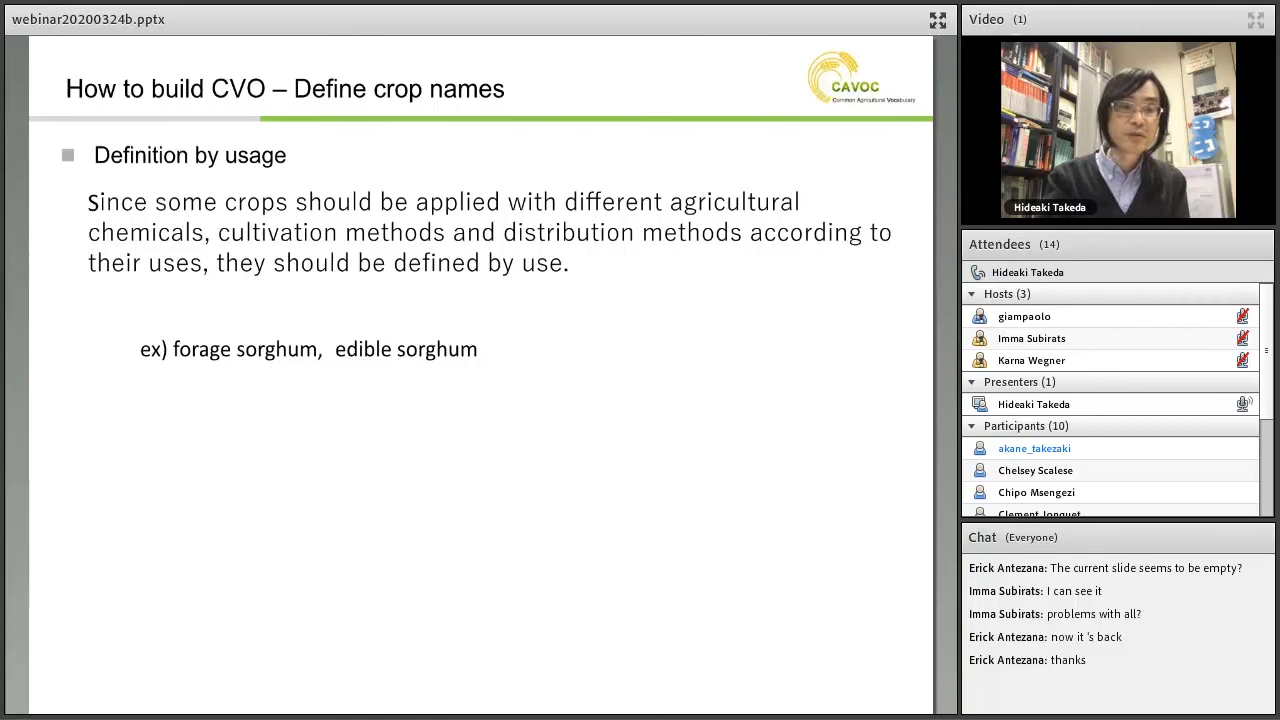 webinar20200324b.pptx
How to build CVO – Define crop names
CAVOC
Common Agricultural Vocabulary
Definition by usage
Since some crops should be applied with different agricultural
chemicals, cultivation methods and distribution methods according to
their uses, they should be defined by use.
ex) forage sorghum, edible sorghum
Video (1)
Hideaki Takeda
Attendees (14)
Hideaki Takeda
Hosts (3)
giampaolo
Imma Subirats
Karna Wegner
Presenters (1)
Hideaki Takeda
Participants (10)
akane_takezaki
Chelsey Scalese
Chipo Msengezi
Clement Jonquet
Chat (Everyone)
Erick Antezana: The current slide seems to be empty?
Imma Subirats: I can see it
Imma Subirats: problems with all?
Erick Antezana: now it 's back
Erick Antezana: thanks